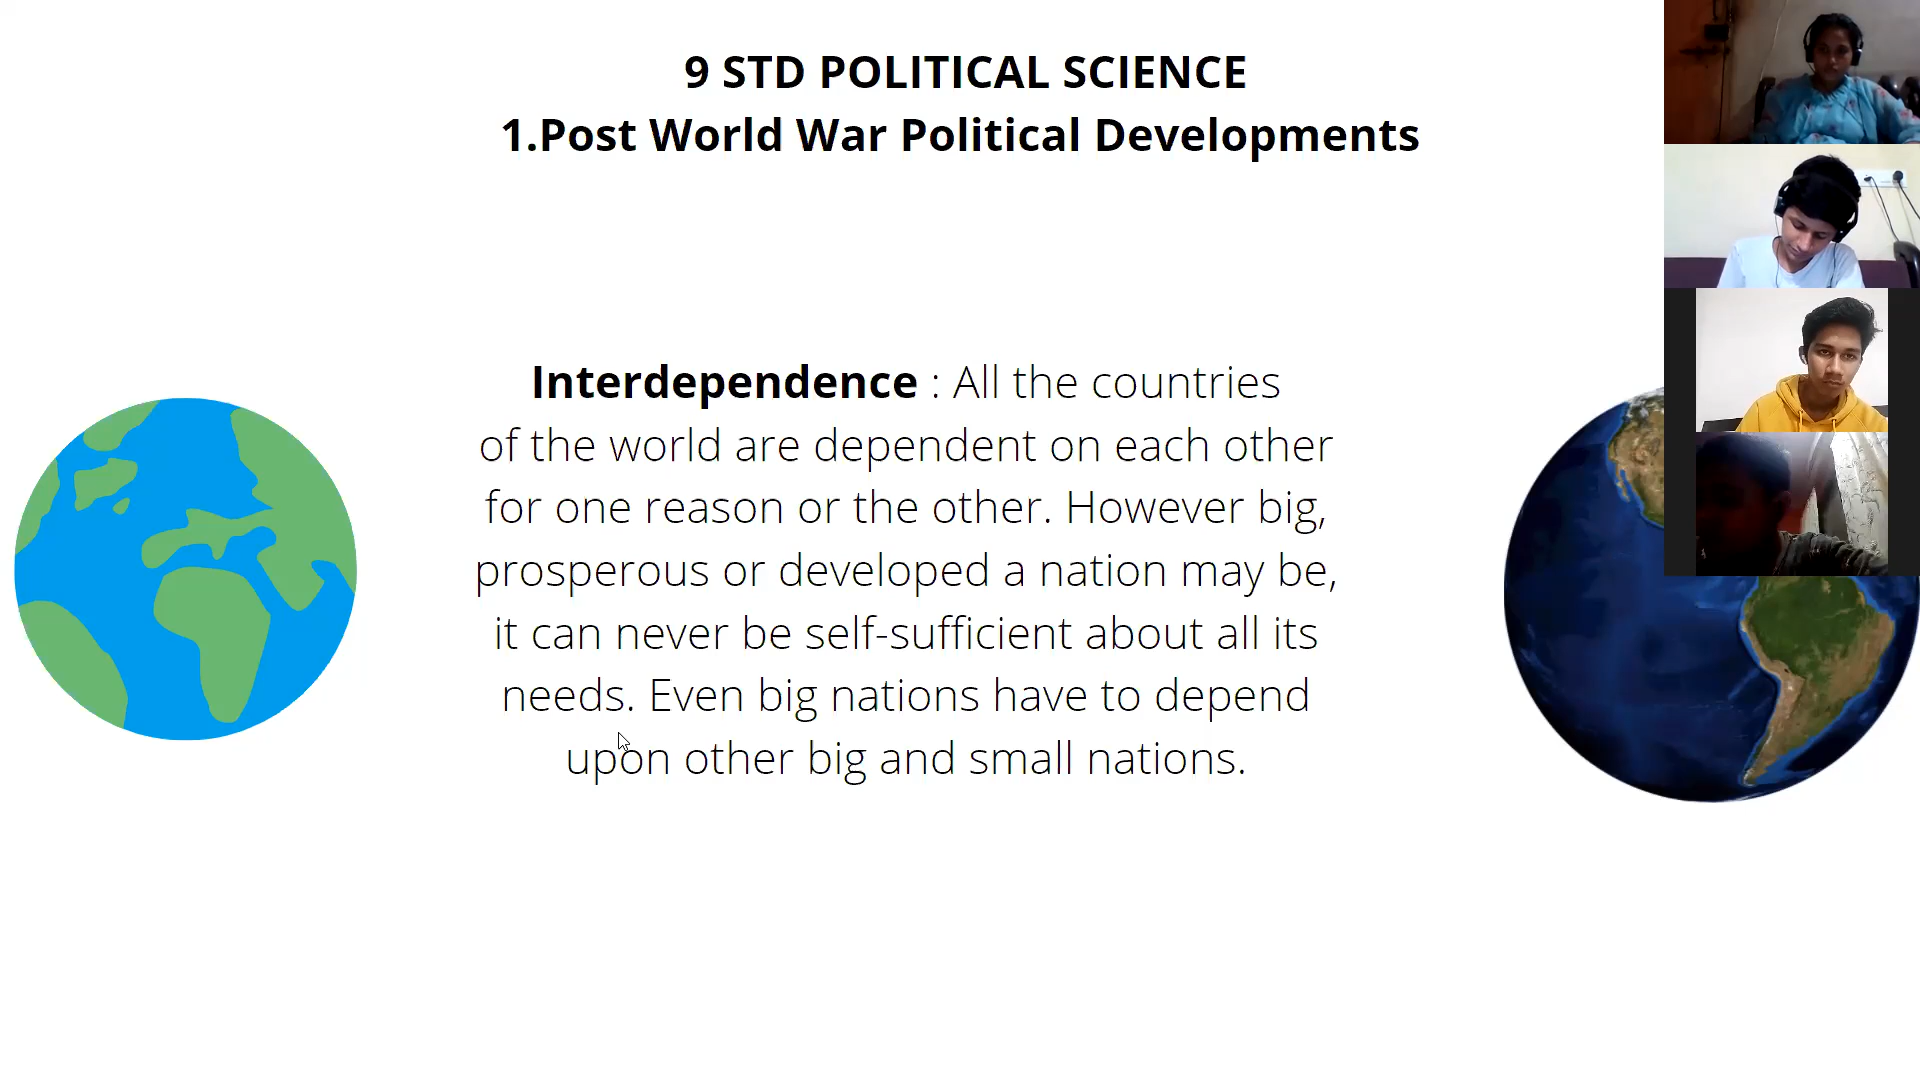 9 STD POLITICAL SCIENCE
1.Post World War Political Developments
Interdependence : All the countries
of the world are dependent on each other
for one reason or the other. However big,
prosperous or developed a nation may be,
it can never be self-sufficient about all its
needs. Even big nations have to depend
upon other big and small nations.